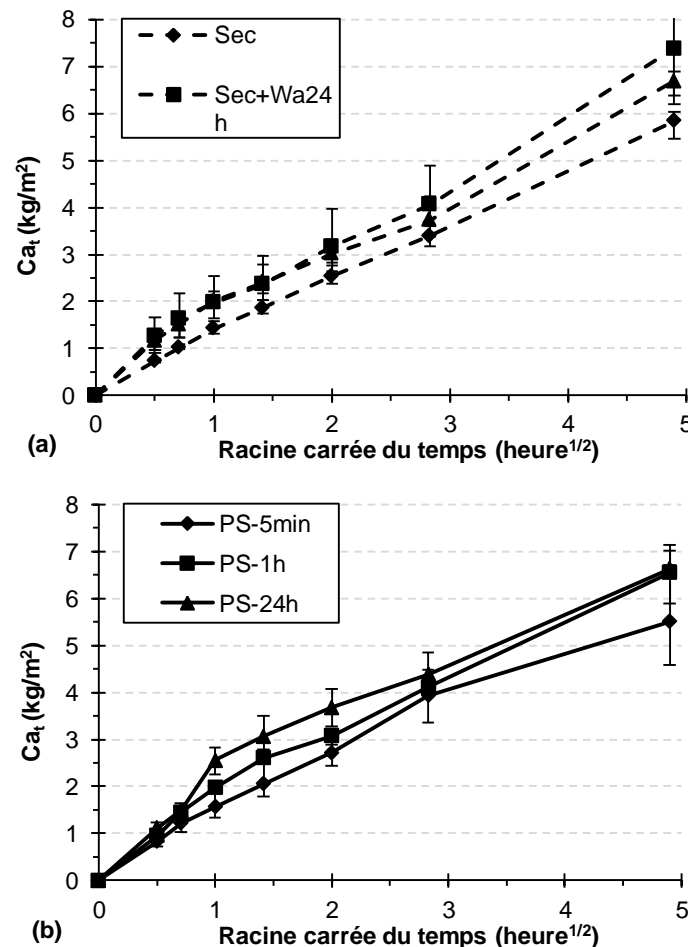 8
7
6
5
4
3
2
1
0
Ca_t (kg/m²)
Sec
Sec+Wa24
h
0 1 2 3 4 5
(a)
Racine carrée du temps (heure^1/2)
8
7
6
5
4
3
2
1
0
Ca_t (kg/m²)
PS-5min
PS-1h
PS-24h
0 1 2 3 4 5
(b)
Racine carrée du temps (heure^1/2)